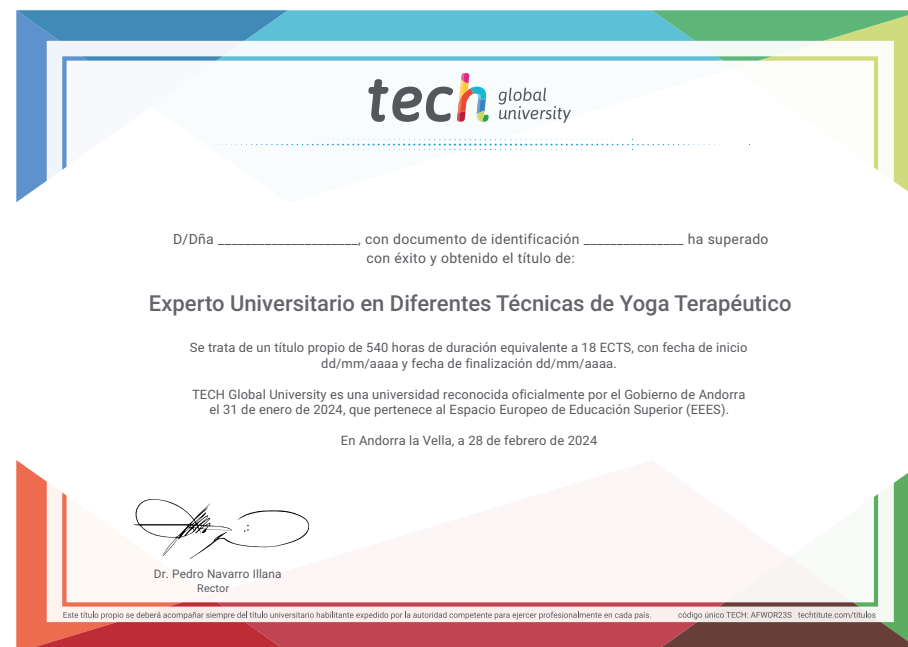 tech global university
D/Dña _____________________, con documento de identificación _______________ ha superado
con éxito y obtenido el título de:
Experto Universitario en Diferentes Técnicas de Yoga Terapéutico
Se trata de un título propio de 540 horas de duración equivalente a 18 ECTS, con fecha de inicio
dd/mm/aaaa y fecha de finalización dd/mm/aaaa.
TECH Global University es una universidad reconocida oficialmente por el Gobierno de Andorra
el 31 de enero de 2024, que pertenece al Espacio Europeo de Educación Superior (EEES).
En Andorra la Vella, a 28 de febrero de 2024
Dr. Pedro Navarro Illana
Rector
Este título propio se deberá acompañar siempre del título universitario habilitante expedido por la autoridad competente para ejercer profesionalmente en cada país. código único TECH: AFWOR23S techtitute.com/titulos